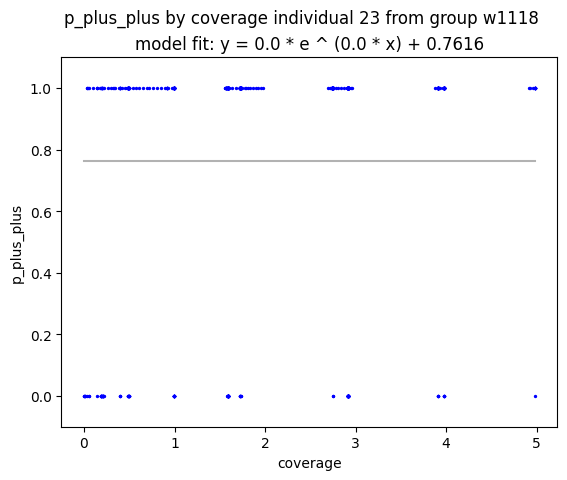 p_plus_plus by coverage individual 23 from group w1118
model fit: y = 0.0 * e ^ (0.0 * x) + 0.7616
1.0
0.8
0.6
0.4
0.2
0.0
p_plus_plus
0 1 2 3 4 5
coverage